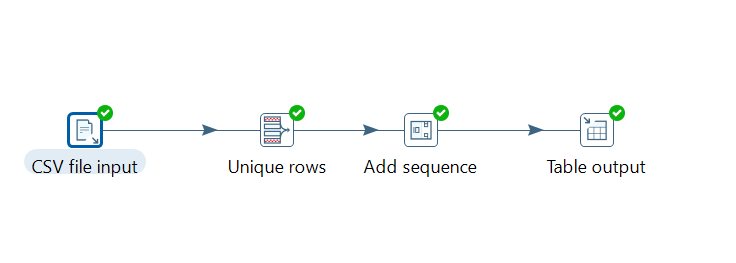 CSV file input
Unique rows
Add sequence
Table output